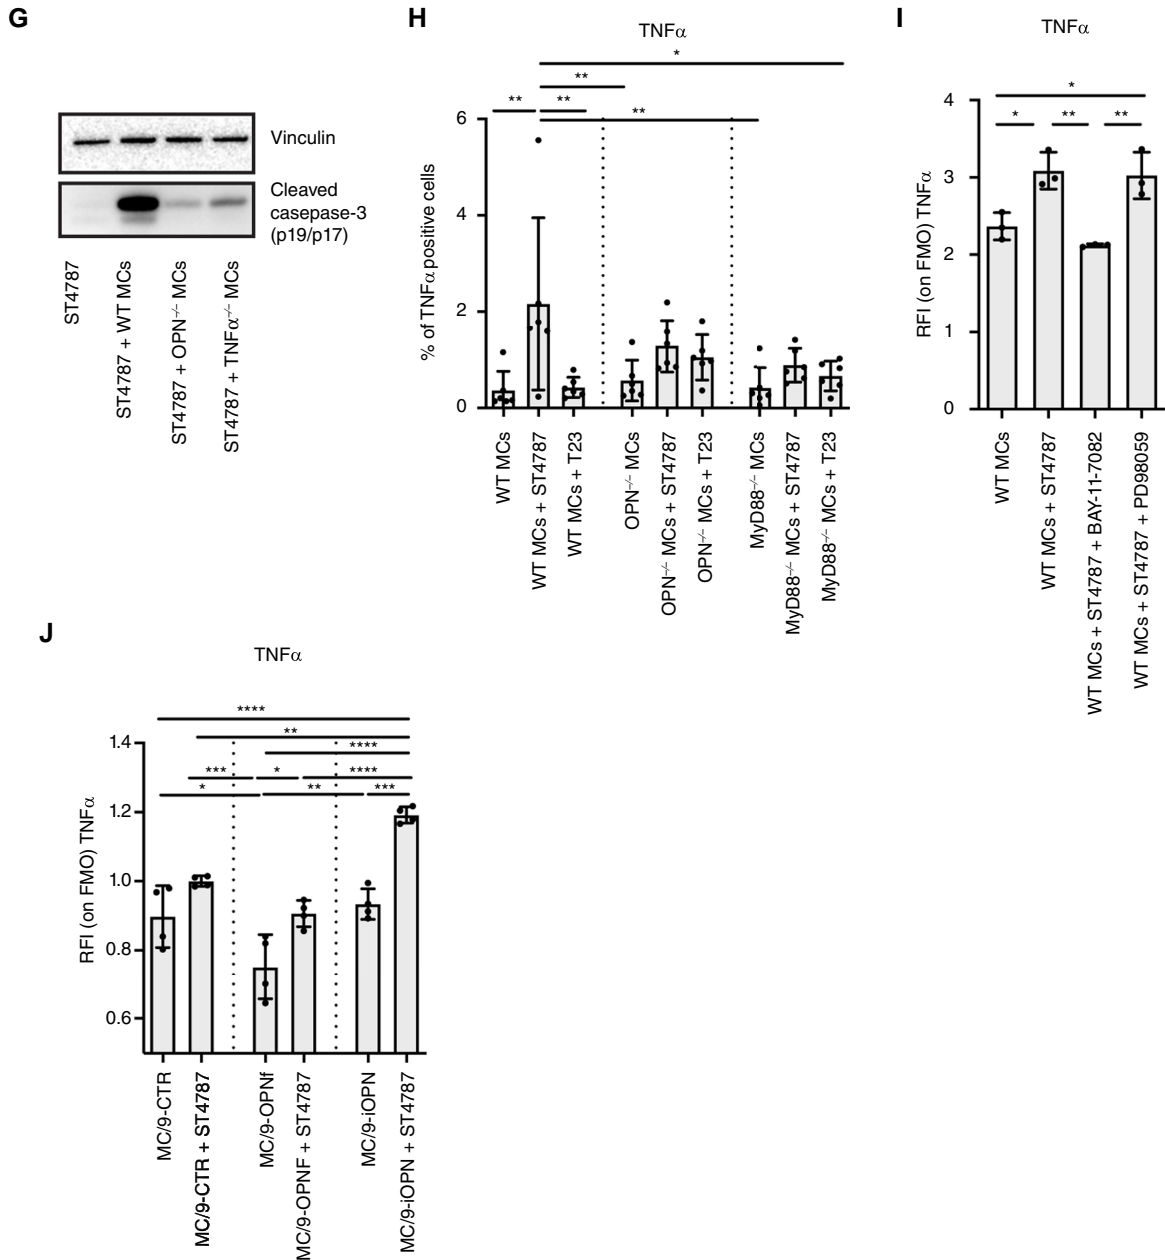 G
Vinculin
Cleaved
casepase-3
(p19/p17)
ST4787
ST4787 + WT MCs
ST4787 + OPN⁻/⁻ MCs
ST4787 + TNFα⁻/⁻ MCs
H
TNFα
*
**
** **
**
% of TNFα positive cells
6
4
2
0
WT MCs
WT MCs + ST4787
WT MCs + T23
OPN⁻/⁻ MCs
OPN⁻/⁻ MCs + ST4787
OPN⁻/⁻ MCs + T23
MyD88⁻/⁻ MCs
MyD88⁻/⁻ MCs + ST4787
MyD88⁻/⁻ MCs + T23
I
TNFα
*
* ** **
RFI (on FMO) TNFα
4
3
2
1
0
WT MCs
WT MCs + ST4787
WT MCs + ST4787 + BAY-11-7082
WT MCs + ST4787 + PD98059
J
TNFα
****
**
****
*** * ****
* ** ***
RFI (on FMO) TNFα
1.4
1.2
1.0
0.8
0.6
MC/9-CTR
MC/9-CTR + ST4787
MC/9-OPNf
MC/9-OPNF + ST4787
MC/9-iOPN
MC/9-iOPN + ST4787